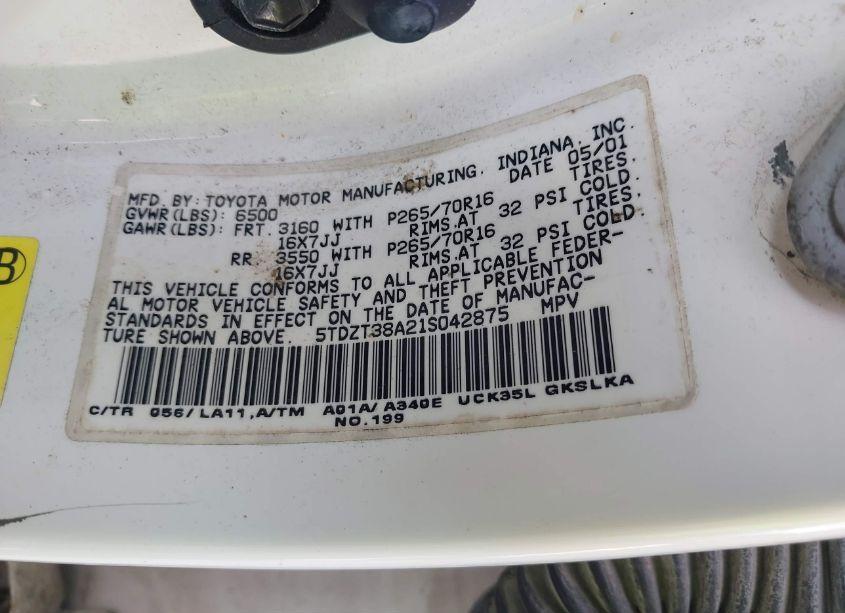 MFD. BY: TOYOTA MOTOR MANUFACTURING, INDIANA, INC.
GVWR(LBS): 6500 DATE 05/01
GAWR(LBS): FRT. 3160 WITH P265/70R16 TIRES,
16X7JJ RIMS.AT 32 PSI COLD.
RR. 3550 WITH P265/70R16 TIRES,
16X7JJ RIMS.AT 32 PSI COLD.
THIS VEHICLE CONFORMS TO ALL APPLICABLE FEDER-
AL MOTOR VEHICLE SAFETY AND THEFT PREVENTION
STANDARDS IN EFFECT ON THE DATE OF MANUFAC-
TURE SHOWN ABOVE. 5TDZT38A21S042875 MPV
C/TR 056/LA11,A/TM A01A/A340E UCK35L GKSLKA
NO.199
B